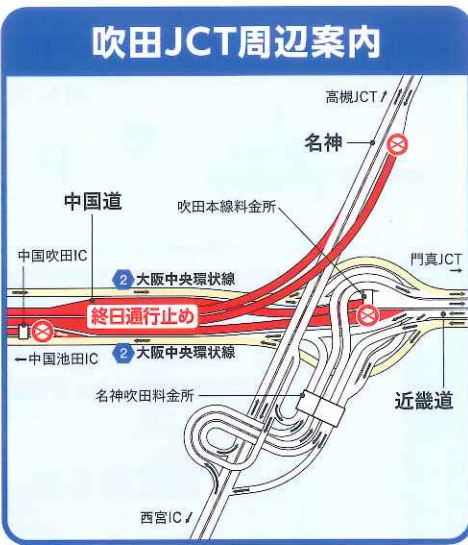 吹田JCT周辺案内
高槻JCT
名神
中国道
吹田本線料金所
中国吹田IC
門真JCT
2 大阪中央環状線
終日通行止め
2 大阪中央環状線
←中国池田IC
名神吹田料金所
近畿道
西宮IC